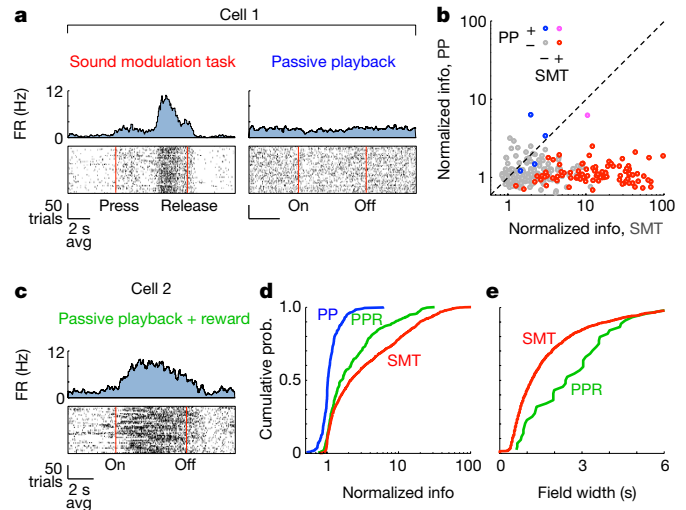 a
Cell 1
Sound modulation task
Passive playback
FR (Hz)
12
0
12
0
50
trials
2 s
avg
Press
Release
On
Off
b
Normalized info, PP
100
10
1
PP
+
−
− +
SMT
1
10
100
Normalized info, SMT
c
Cell 2
Passive playback + reward
FR (Hz)
12
0
50
trials
2 s
avg
On
Off
d
Cumulative prob.
1.0
0.5
0
PP
PPR
SMT
1
10
100
Normalized info
e
SMT
PPR
0
3
6
Field width (s)